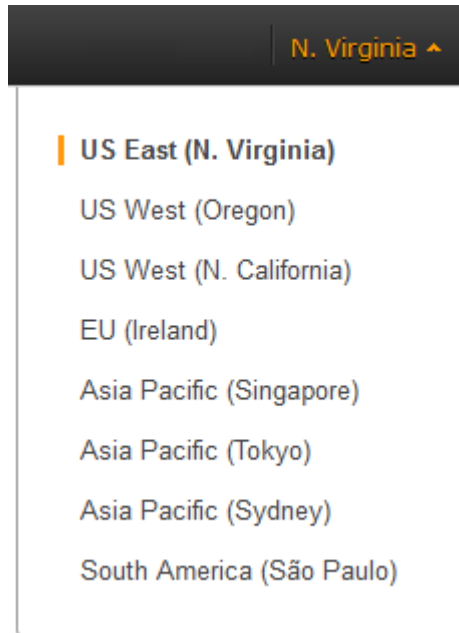 N. Virginia
US East (N. Virginia)
US West (Oregon)
US West (N. California)
EU (Ireland)
Asia Pacific (Singapore)
Asia Pacific (Tokyo)
Asia Pacific (Sydney)
South America (São Paulo)